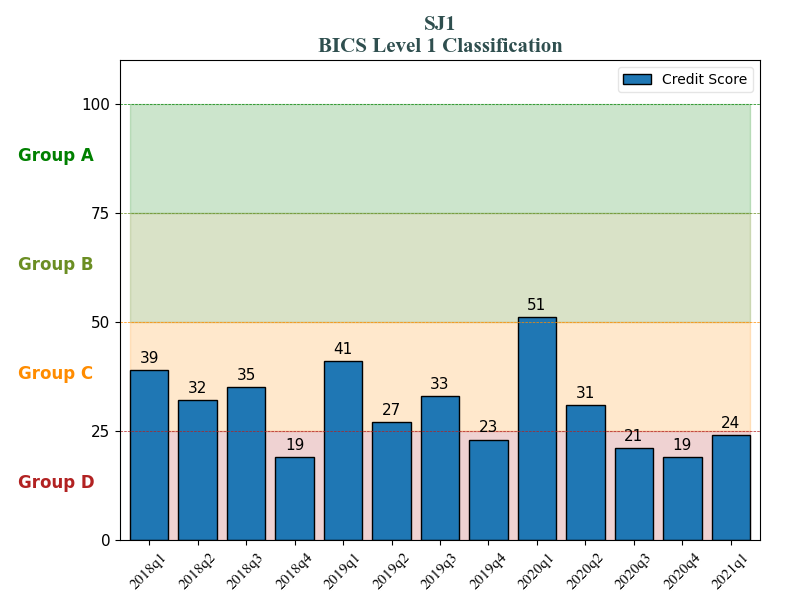 SJ1
BICS Level 1 Classification
Credit Score
100
Group A
75
Group B
50
Group C
25
Group D
0
39
32
35
19
41
27
33
23
51
31
21
19
24
2018q1
2018q2
2018q3
2018q4
2019q1
2019q2
2019q3
2019q4
2020q1
2020q2
2020q3
2020q4
2021q1